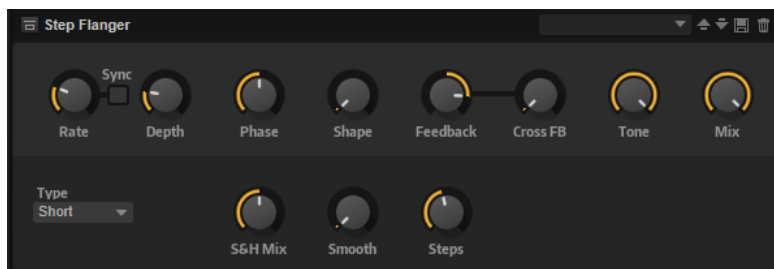 Step Flanger
Sync
Rate Depth Phase Shape Feedback Cross FB Tone Mix
Type
Short
S&H Mix Smooth Steps